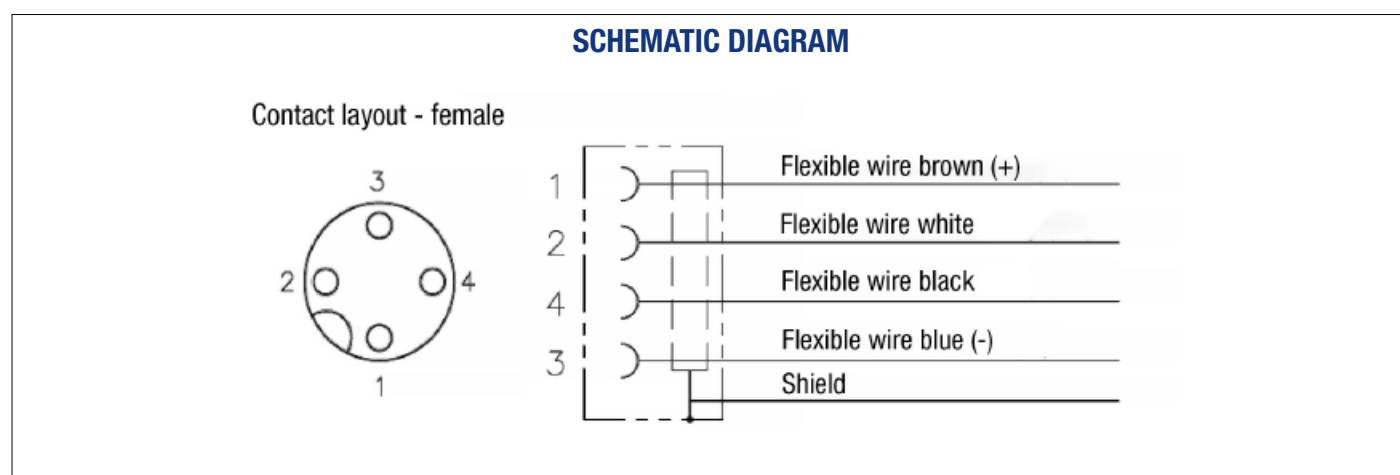 SCHEMATIC DIAGRAM
Contact layout - female
3
2
4
1
1 Flexible wire brown (+)
2 Flexible wire white
4 Flexible wire black
3 Flexible wire blue (-)
Shield